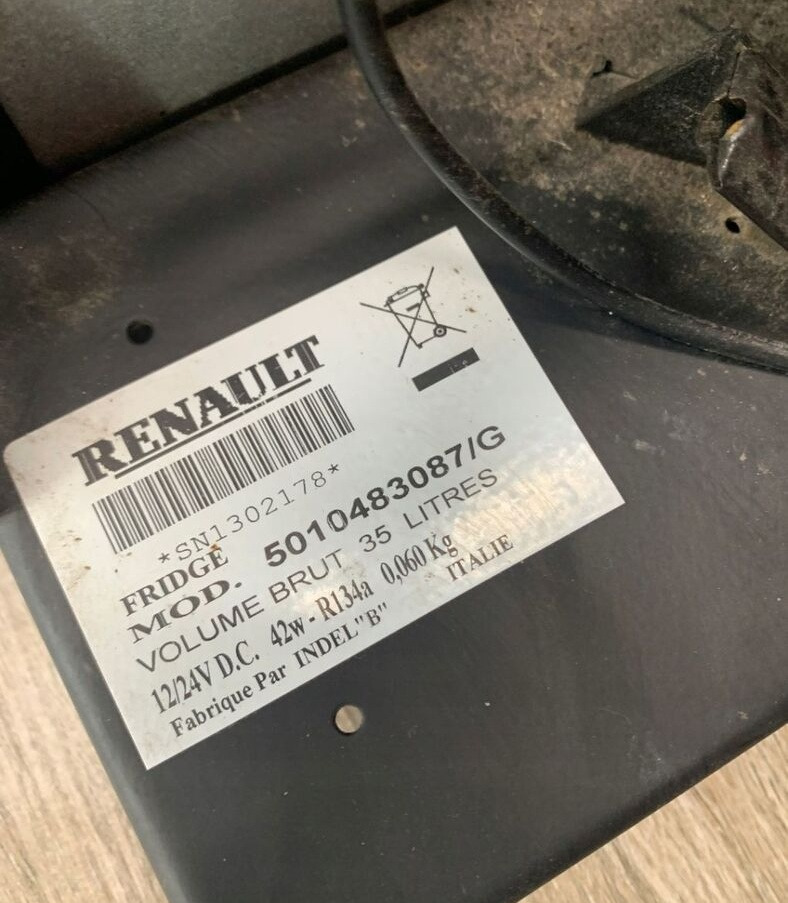 RENAULT
*SN1302178*
FRIDGE
MOD. 5010483087/G
VOLUME BRUT 35 LITRES
12/24V D.C. 42w - R134a 0,060 Kg
Fabrique Par INDEL"B" ITALIE